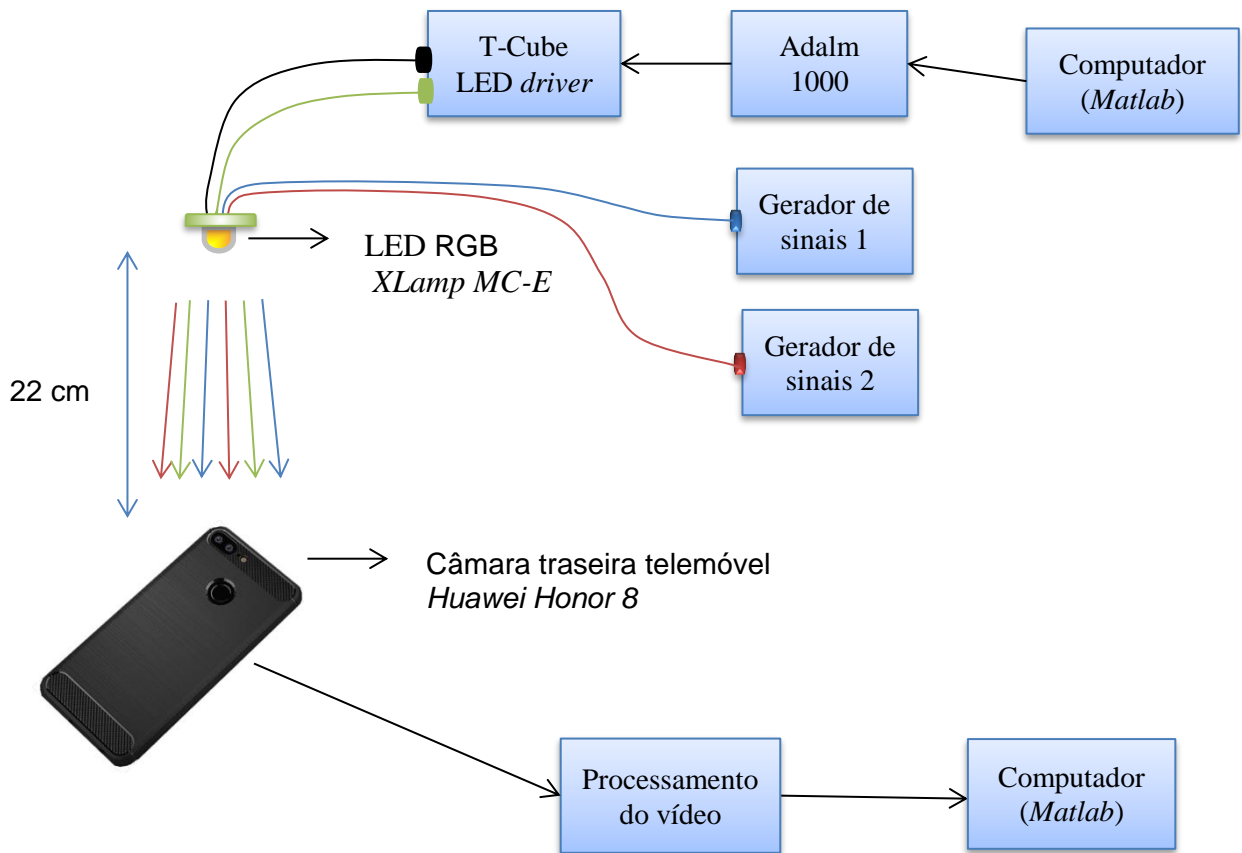 T-Cube
LED driver
Adalm
1000
Computador
(Matlab)
Gerador de
sinais 1
LED RGB
XLamp MC-E
Gerador de
sinais 2
22 cm
Câmara traseira telemóvel
Huawei Honor 8
Processamento
do vídeo
Computador
(Matlab)